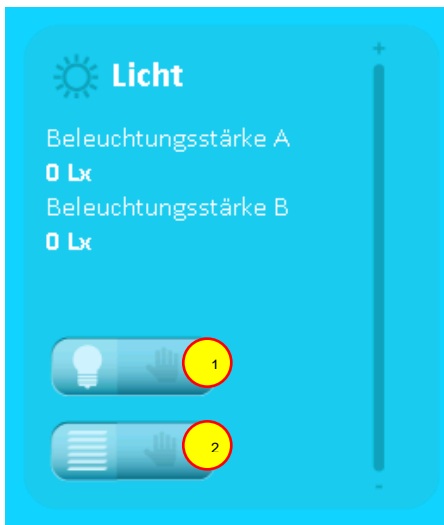 +
Licht
Beleuchtungsstärke A
0 Lx
Beleuchtungsstärke B
0 Lx
1
2
-